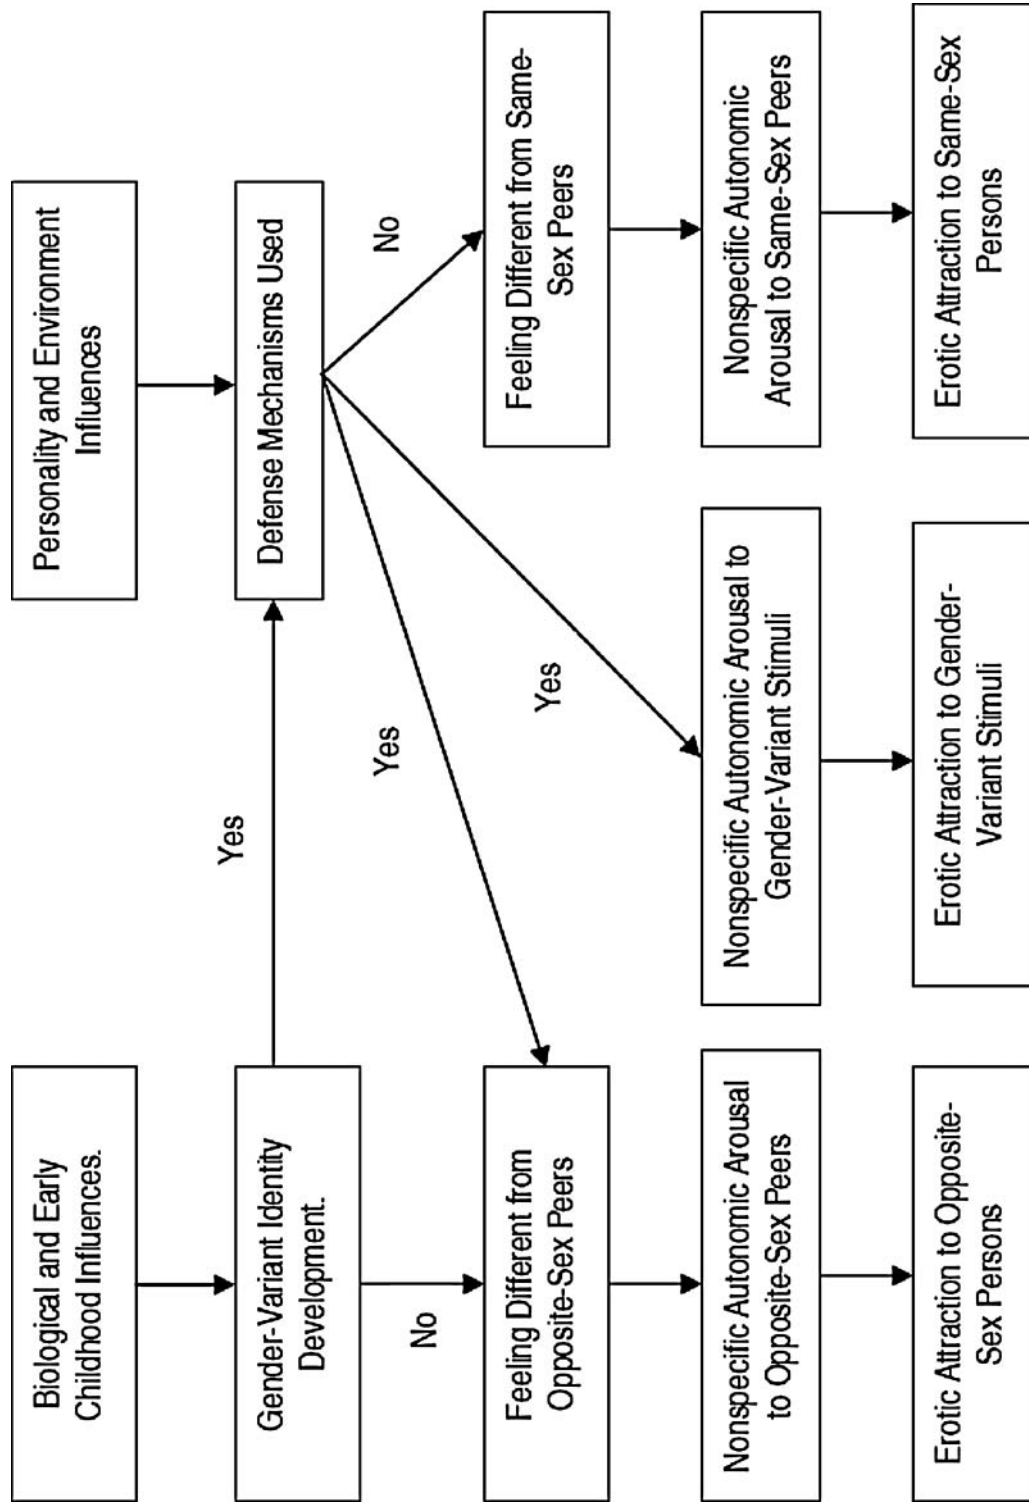 Biological and Early
Childhood Influences.
Personality and Environment
Influences
Gender-Variant Identity
Development.
Yes
Defense Mechanisms Used
No
Yes
Yes
No
Feeling Different from
Opposite-Sex Peers
Feeling Different from Same-
Sex Peers
Nonspecific Autonomic Arousal
to Opposite-Sex Peers
Nonspecific Autonomic Arousal to
Gender-Variant Stimuli
Nonspecific Autonomic
Arousal to Same-Sex Peers
Erotic Attraction to Opposite-
Sex Persons
Erotic Attraction to Gender-
Variant Stimuli
Erotic Attraction to Same-Sex
Persons